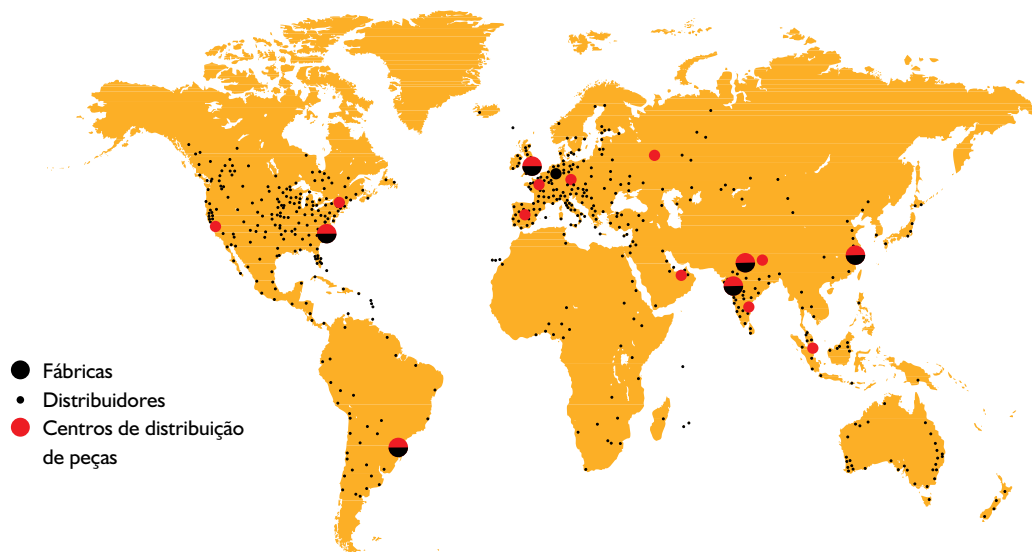 Fábricas
Distribuidores
Centros de distribuição
de peças